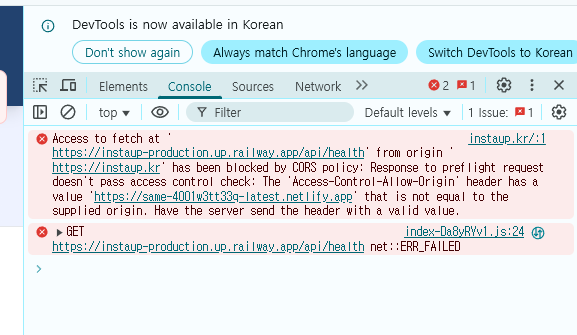 DevTools is now available in Korean
Don't show again Always match Chrome's language Switch DevTools to Korean
Elements Console Sources Network 2 1
top Filter Default levels 1 Issue: 1
Access to fetch at ' instaup.kr/:1
https://instaup-production.up.railway.app/api/health' from origin '
https://instaup.kr' has been blocked by CORS policy: Response to preflight request
doesn't pass access control check: The 'Access-Control-Allow-Origin' header has a
value 'https://same-4001w3tt33q-latest.netlify.app' that is not equal to the
supplied origin. Have the server send the header with a valid value.
GET index-Da8yRYv1.js:24
https://instaup-production.up.railway.app/api/health net::ERR_FAILED